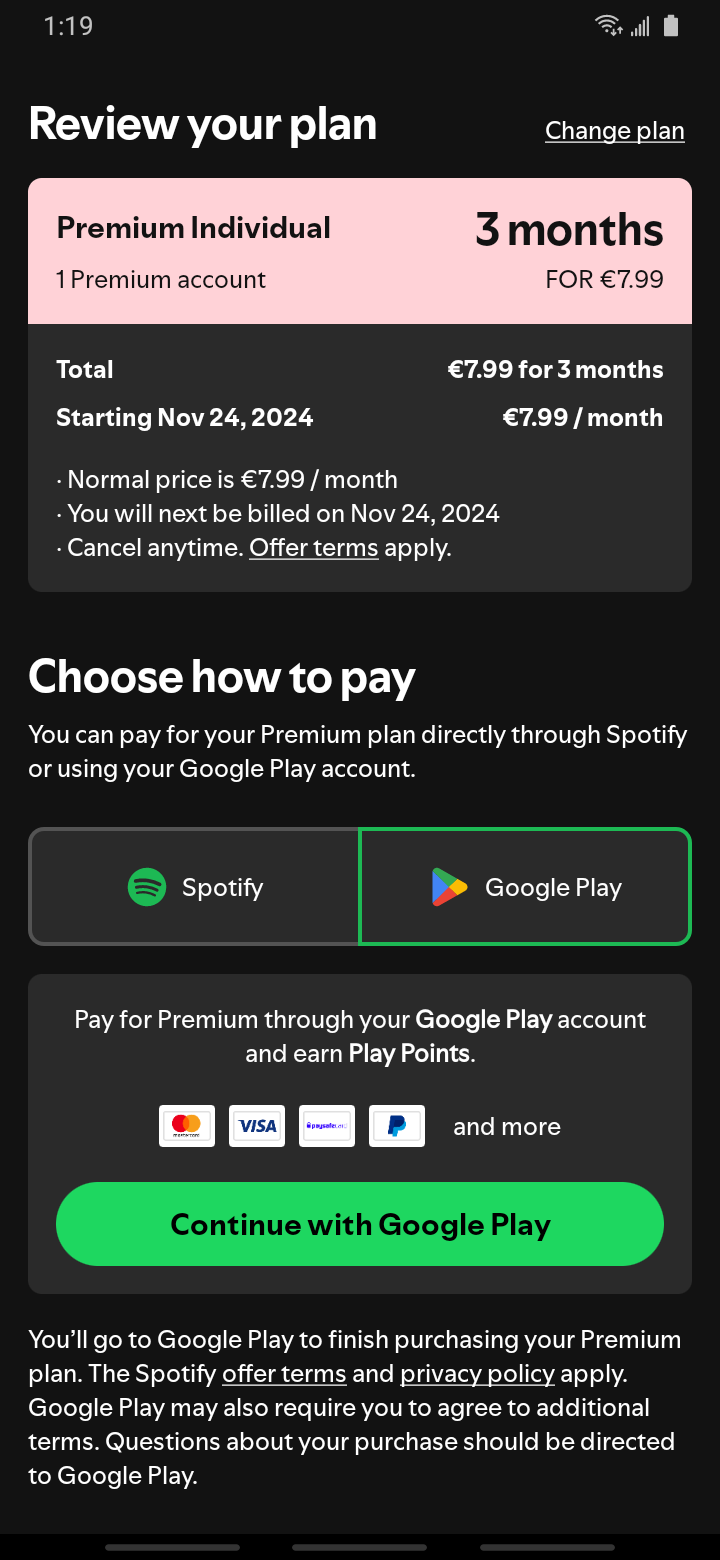 1:19
Review your plan
Change plan
Premium Individual
3 months
1 Premium account
FOR €7.99
Total
€7.99 for 3 months
Starting Nov 24, 2024
€7.99 / month
· Normal price is €7.99 / month
· You will next be billed on Nov 24, 2024
· Cancel anytime. Offer terms apply.
Choose how to pay
You can pay for your Premium plan directly through Spotify
or using your Google Play account.
Spotify
Google Play
Pay for Premium through your Google Play account
and earn Play Points.
mastercard
VISA
paysafecard
and more
Continue with Google Play
You’ll go to Google Play to finish purchasing your Premium
plan. The Spotify offer terms and privacy policy apply.
Google Play may also require you to agree to additional
terms. Questions about your purchase should be directed
to Google Play.